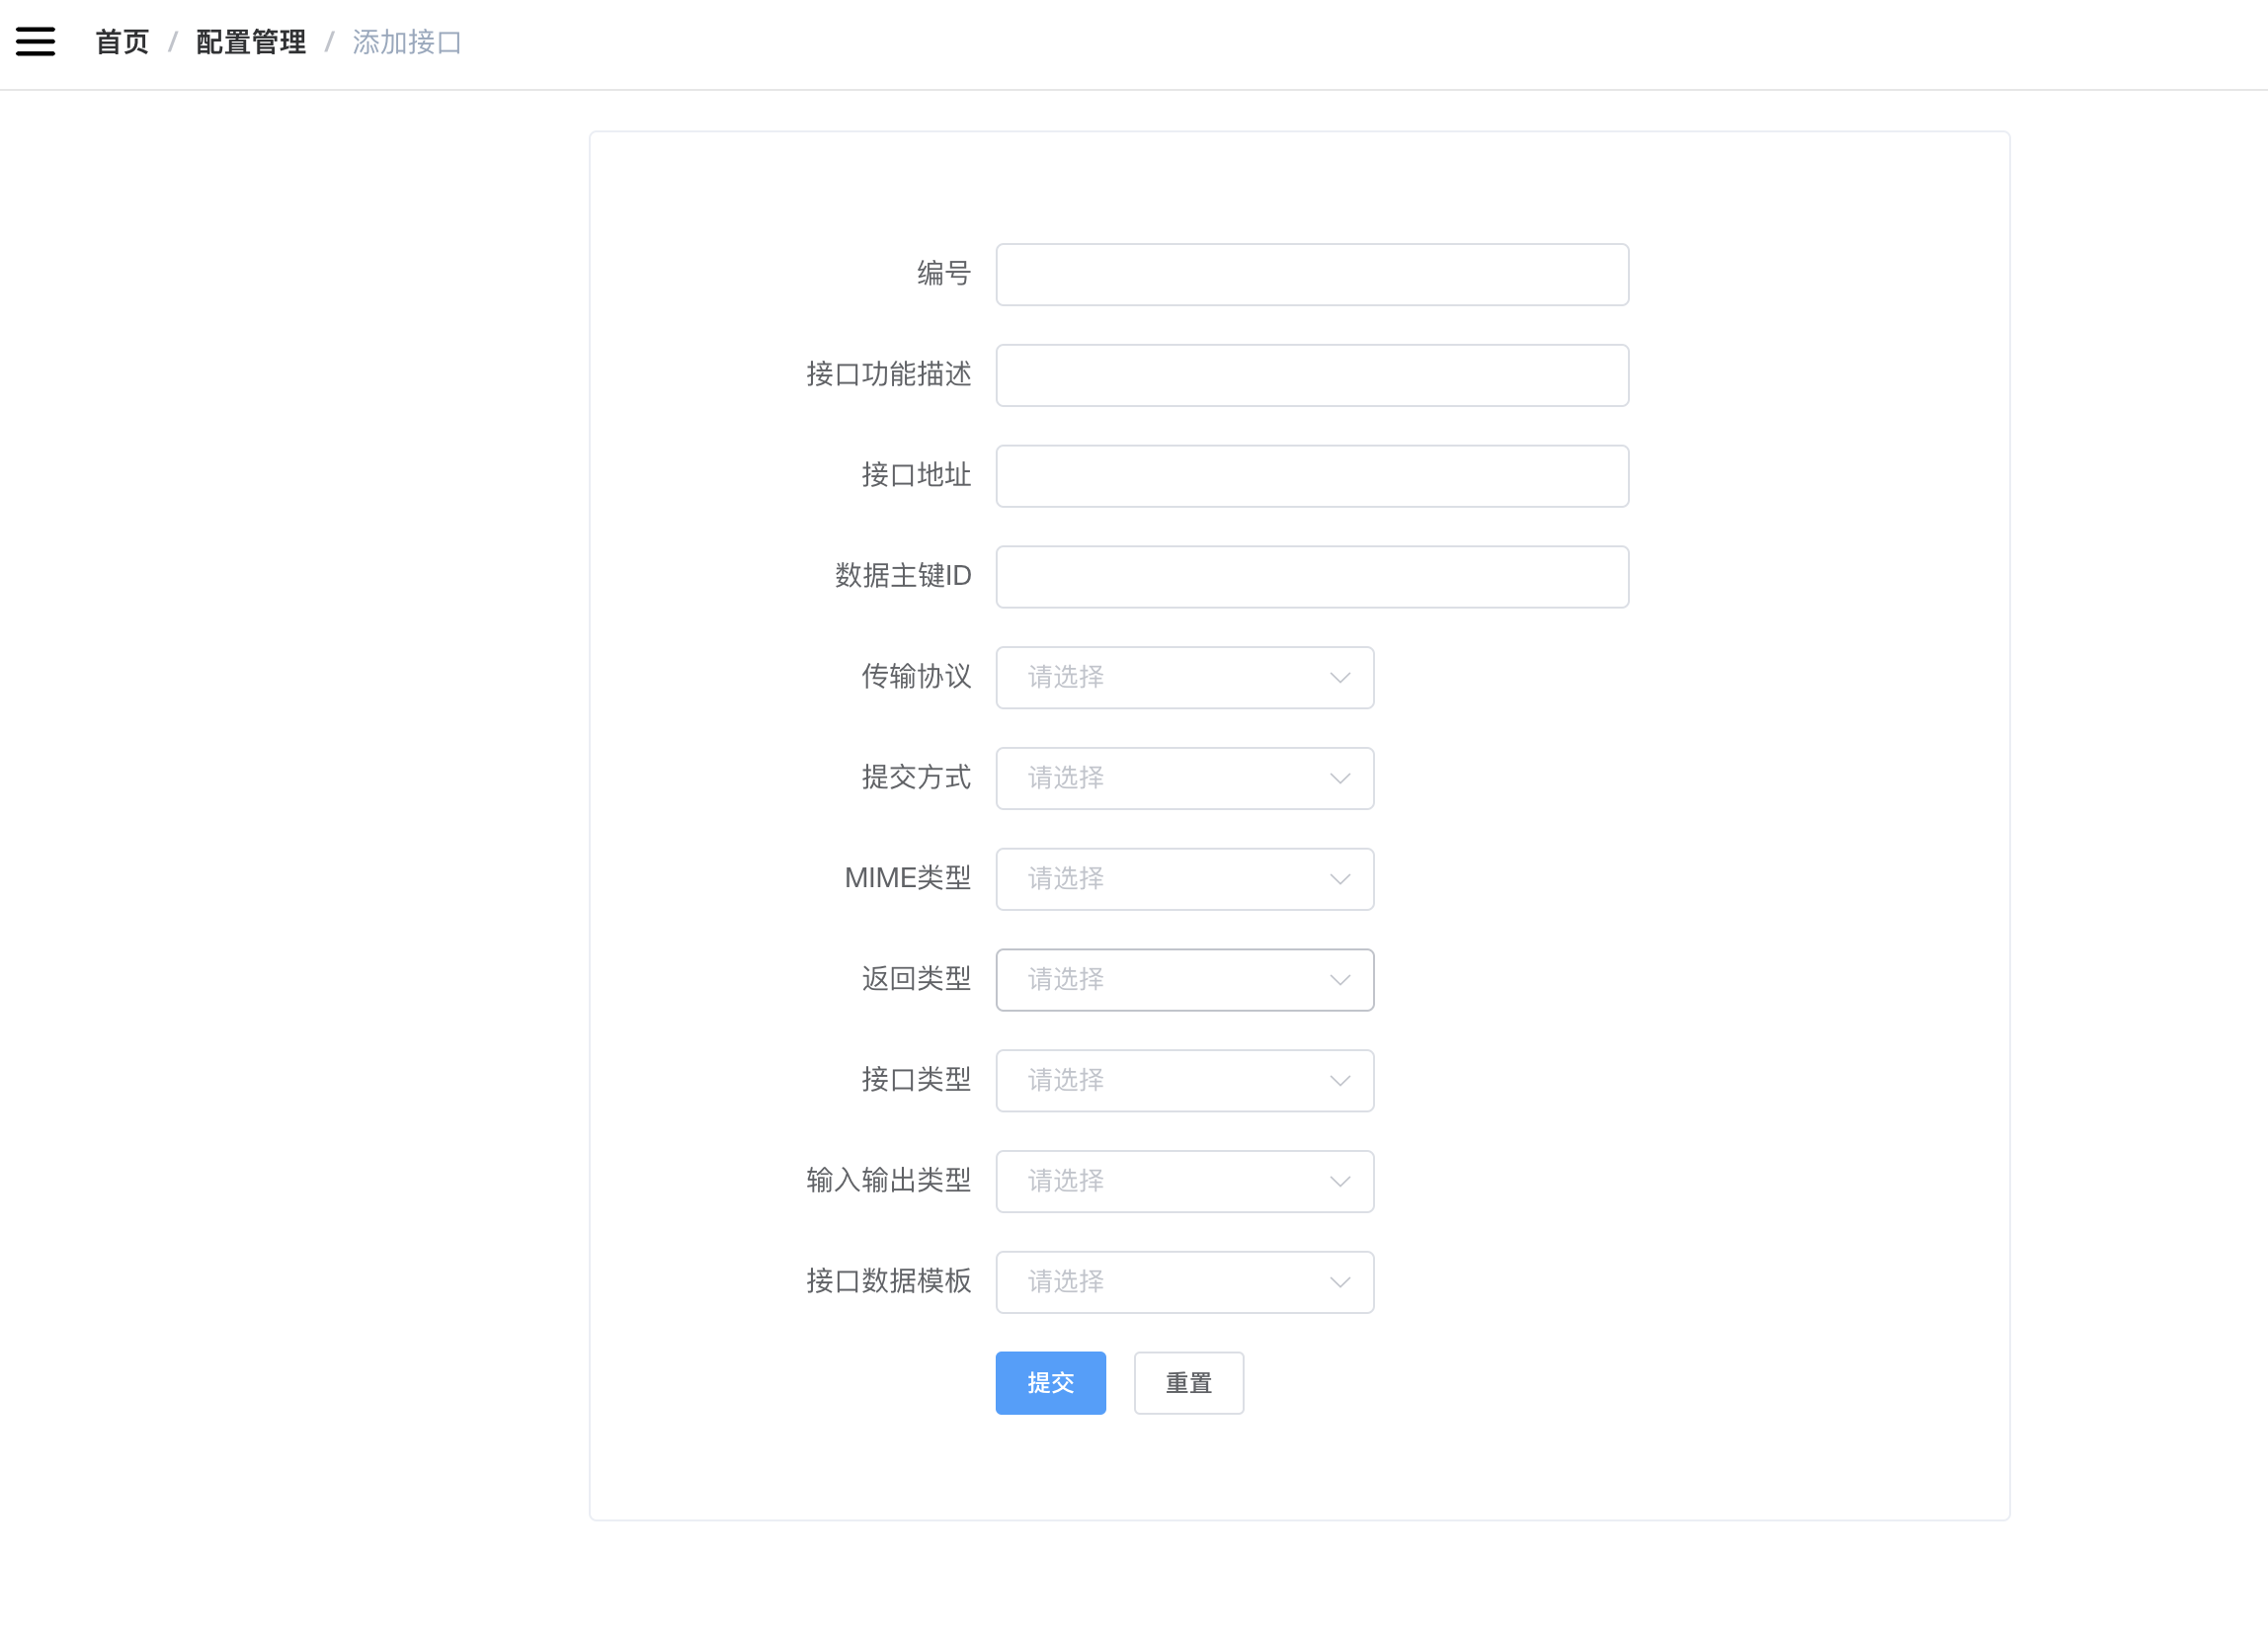 首页 / 配置管理 / 添加接口
编号
接口功能描述
接口地址
数据主键ID
传输协议 请选择
提交方式 请选择
MIME类型 请选择
返回类型 请选择
接口类型 请选择
输入输出类型 请选择
接口数据模板 请选择
提交 重置